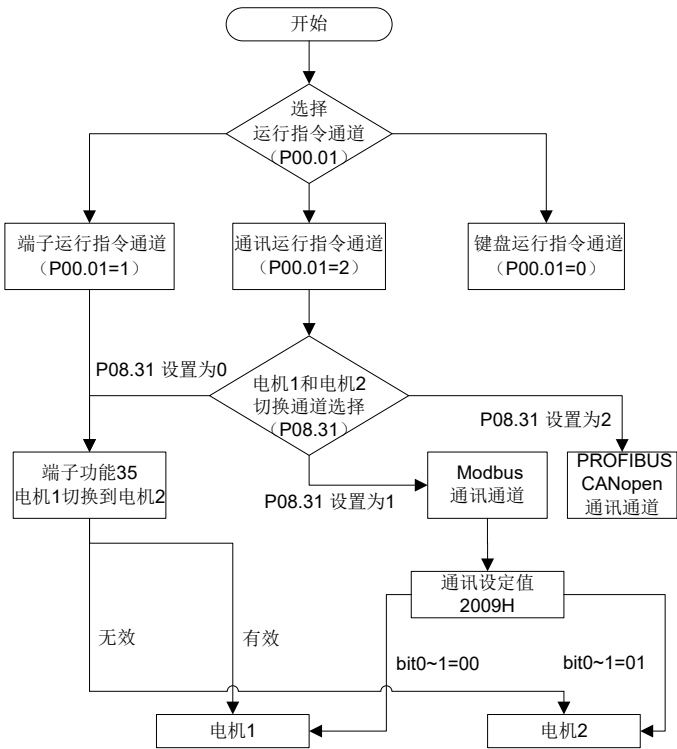 开始
选择
运行指令通道
（P00.01）
端子运行指令通道
（P00.01=1）
通讯运行指令通道
（P00.01=2）
键盘运行指令通道
（P00.01=0）
P08.31 设置为0
电机1和电机2
切换通道选择
（P08.31）
P08.31 设置为2
端子功能35
电机1切换到电机2
P08.31 设置为1
Modbus
通讯通道
PROFIBUS
CANopen
通讯通道
通讯设定值
2009H
无效
有效
bit0~1=00
bit0~1=01
电机1
电机2